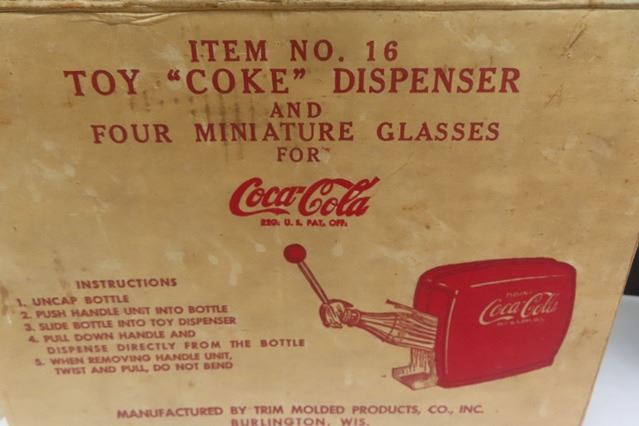 ITEM NO. 16
TOY “COKE” DISPENSER
AND
FOUR MINIATURE GLASSES
FOR
Coca-Cola
REG. U. S. PAT. OFF.
INSTRUCTIONS
1. UNCAP BOTTLE
2. PUSH HANDLE UNIT INTO BOTTLE
3. SLIDE BOTTLE INTO TOY DISPENSER
4. PULL DOWN HANDLE AND
DISPENSE DIRECTLY FROM THE BOTTLE
5. WHEN REMOVING HANDLE UNIT,
TWIST AND PULL, DO NOT BEND
DRINK
Coca-Cola
MANUFACTURED BY TRIM MOLDED PRODUCTS, CO., INC.
BURLINGTON, WIS.